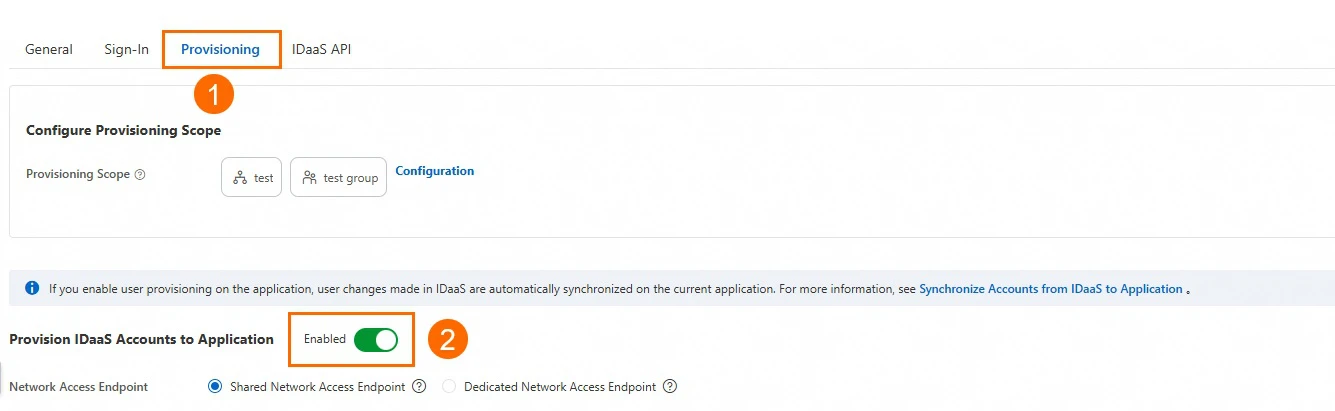 General Sign-In Provisioning IDaaS API
1
Configure Provisioning Scope
Provisioning Scope ? test test group Configuration
i If you enable user provisioning on the application, user changes made in IDaaS are automatically synchronized on the current application. For more information, see Synchronize Accounts from IDaaS to Application 。
Provision IDaaS Accounts to Application Enabled 2
Network Access Endpoint Shared Network Access Endpoint ? Dedicated Network Access Endpoint ?